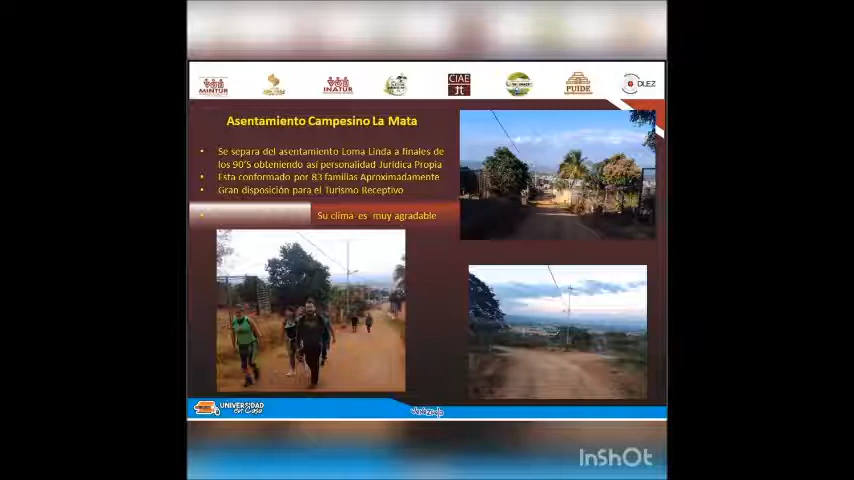 MINTUR
INATUR
CIAE
PUIDE
DLEZ
Asentamiento Campesino La Mata
• Se separa del asentamiento Loma Linda a finales de
los 90'S obteniendo así personalidad Jurídica Propia
• Esta conformado por 83 familias Aproximadamente
• Gran disposición para el Turismo Receptivo
• Su clima es muy agradable
UNIVERSIDAD
en Casa
Venezuela
InShOt